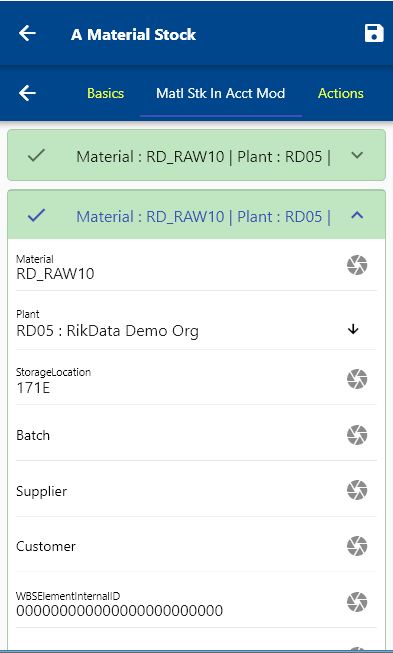 A Material Stock
Basics
Matl Stk In Acct Mod
Actions
Material : RD_RAW10 | Plant : RD05 |
Material : RD_RAW10 | Plant : RD05 |
Material
RD_RAW10
Plant
RD05 : RikData Demo Org
StorageLocation
171E
Batch
Supplier
Customer
WBSElementInternalID
000000000000000000000000